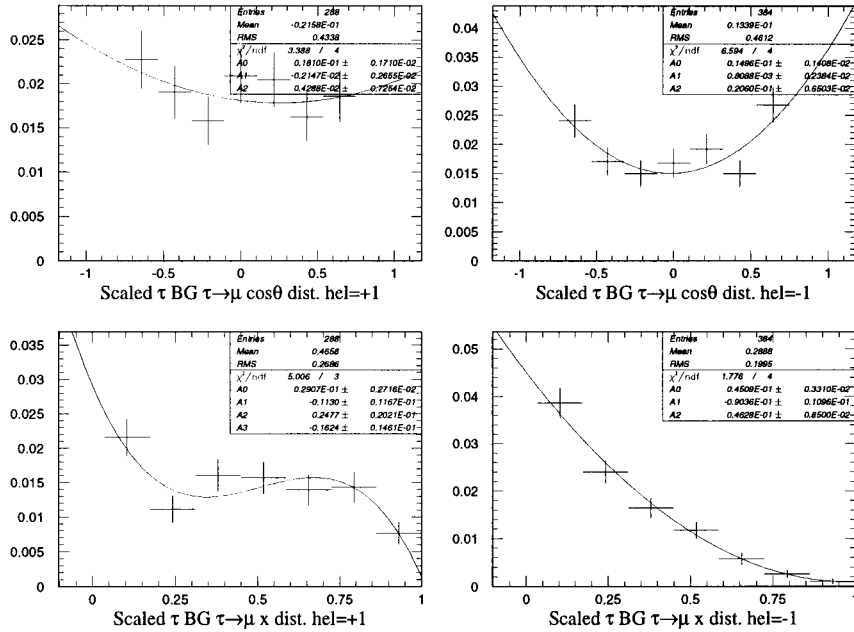 Entries 288
Mean -0.2158E-01
RMS 0.4338
χ²/ndf 3.388 / 4
A0 0.1810E-01 ± 0.1710E-02
A1 -0.2147E-02 ± 0.2655E-02
A2 0.4288E-02 ± 0.7254E-02
0.025
0.02
0.015
0.01
0.005
0
-1 -0.5 0 0.5 1
Scaled τ BG τ→μ cosθ dist. hel=+1
Entries 384
Mean 0.1339E-01
RMS 0.4612
χ²/ndf 6.594 / 4
A0 0.1496E-01 ± 0.1408E-02
A1 0.8088E-03 ± 0.2384E-02
A2 0.2060E-01 ± 0.6503E-02
0.04
0.035
0.03
0.025
0.02
0.015
0.01
0.005
0
-1 -0.5 0 0.5 1
Scaled τ BG τ→μ cosθ dist. hel=-1
Entries 288
Mean 0.4658
RMS 0.2686
χ²/ndf 5.006 / 3
A0 0.2907E-01 ± 0.2716E-02
A1 -0.1130 ± 0.1167E-01
A2 0.2477 ± 0.2021E-01
A3 -0.1624 ± 0.1461E-01
0.035
0.03
0.025
0.02
0.015
0.01
0.005
0
0 0.25 0.5 0.75 1
Scaled τ BG τ→μ x dist. hel=+1
Entries 384
Mean 0.2888
RMS 0.1995
χ²/ndf 1.776 / 4
A0 0.4509E-01 ± 0.3310E-02
A1 -0.9036E-01 ± 0.1096E-01
A2 0.4628E-01 ± 0.8500E-02
0.05
0.04
0.03
0.02
0.01
0
0 0.25 0.5 0.75 1
Scaled τ BG τ→μ x dist. hel=-1